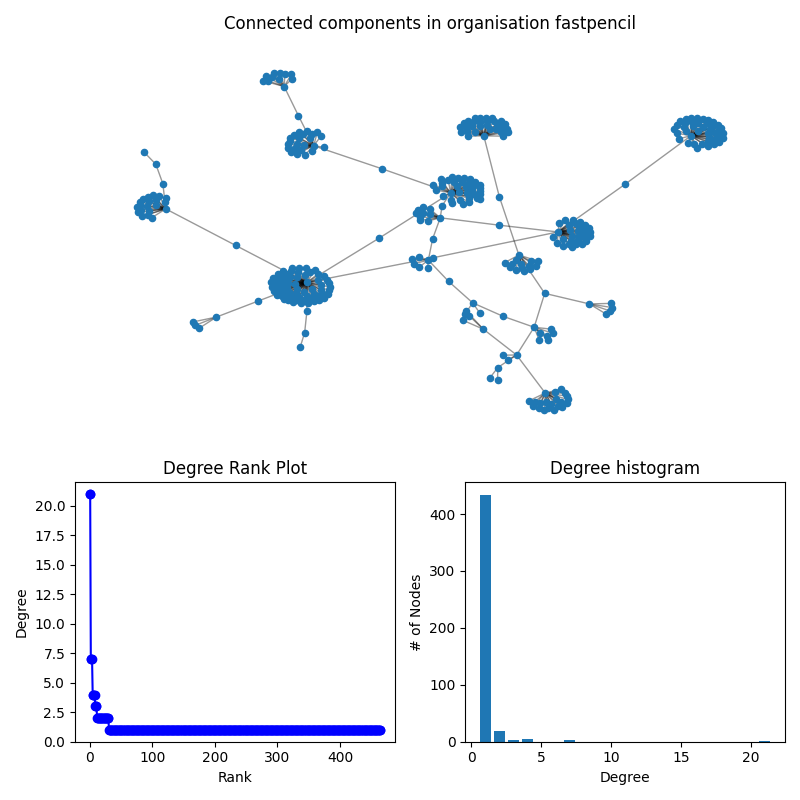 Connected components in organisation fastpencil
Degree Rank Plot
Degree
20.0
17.5
15.0
12.5
10.0
7.5
5.0
2.5
0.0
0 100 200 300 400
Rank
Degree histogram
# of Nodes
400
300
200
100
0
0 5 10 15 20
Degree